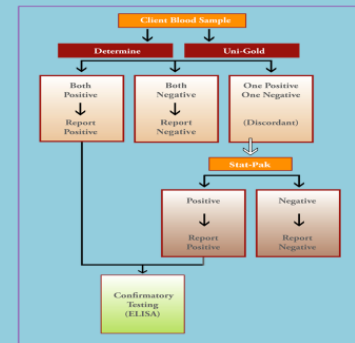 Client Blood Sample
Determine
Uni-Gold
Both
Positive
Report
Positive
Both
Negative
Report
Negative
One Positive
One Negative
(Discordant)
Stat-Pak
Positive
Report
Positive
Negative
Report
Negative
Confirmatory
Testing
(ELISA)